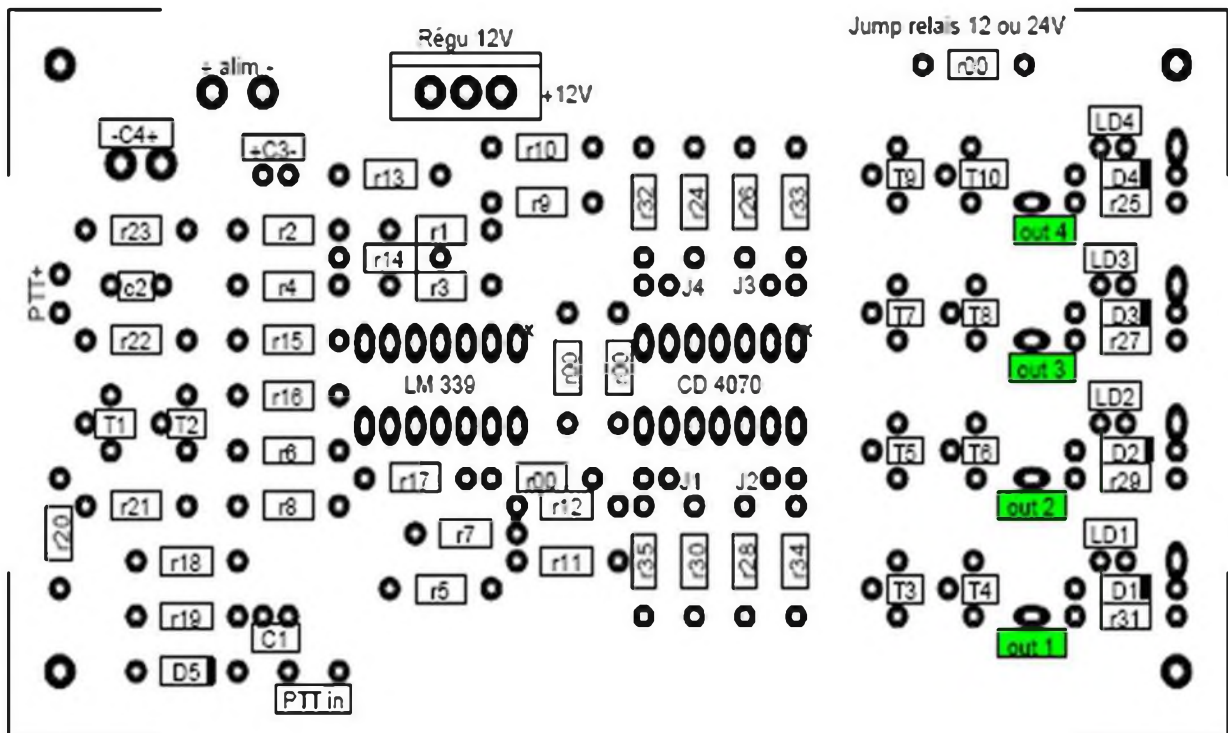 Régu 12V
Jump relais 12 ou 24V
+ alim -
r00
+12V
-C4+
+C3-
LD4
r10
r13
T9
T10
D4
r32
r24
r26
r33
r9
r25
r23
r2
r1
out 4
r14
LD3
PTT+
c2
r4
r3
J4
J3
T7
T8
D3
r22
r15
r27
r00
r00
out 3
LM 339
CD 4070
r16
LD2
T1
T2
r6
T5
T6
D2
r17
r00
J1
J2
r29
r21
r8
r12
out 2
r20
r7
LD1
r18
r11
r35
r30
r28
r34
r5
T3
T4
D1
r19
r31
C1
out 1
D5
PTT in